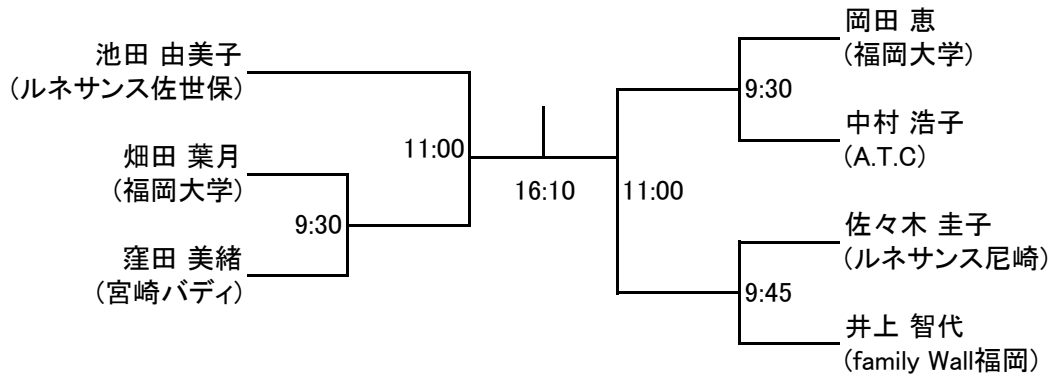 池田 由美子
(ルネサンス佐世保)
畑田 葉月
(福岡大学)
窪田 美緒
(宮崎バディ)
9:30
11:00
16:10
11:00
岡田 恵
(福岡大学)
9:30
中村 浩子
(A.T.C)
佐々木 圭子
(ルネサンス尼崎)
9:45
井上 智代
(family Wall福岡)